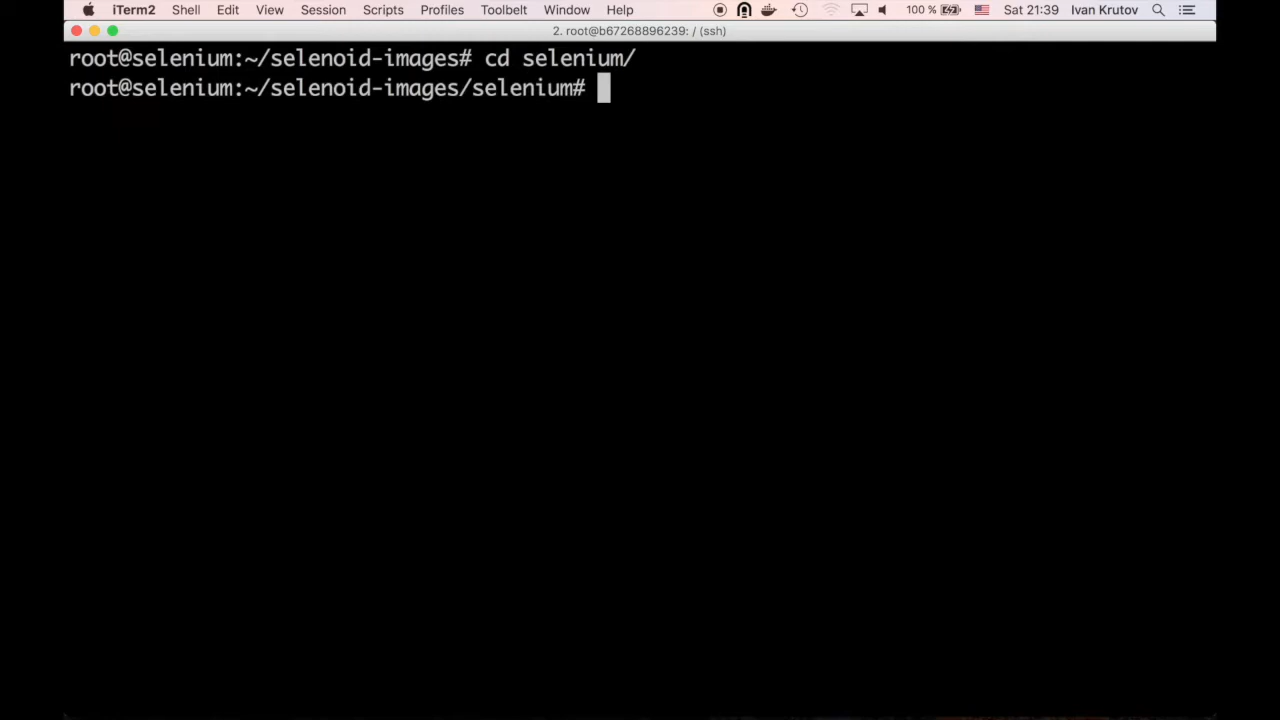 iTerm2 Shell Edit View Session Scripts Profiles Toolbelt Window Help 100 % Sat 21:39 Ivan Krutov
2. root@b67268896239: / (ssh)
root@selenium:~/selenoid-images# cd selenium/
root@selenium:~/selenoid-images/selenium#